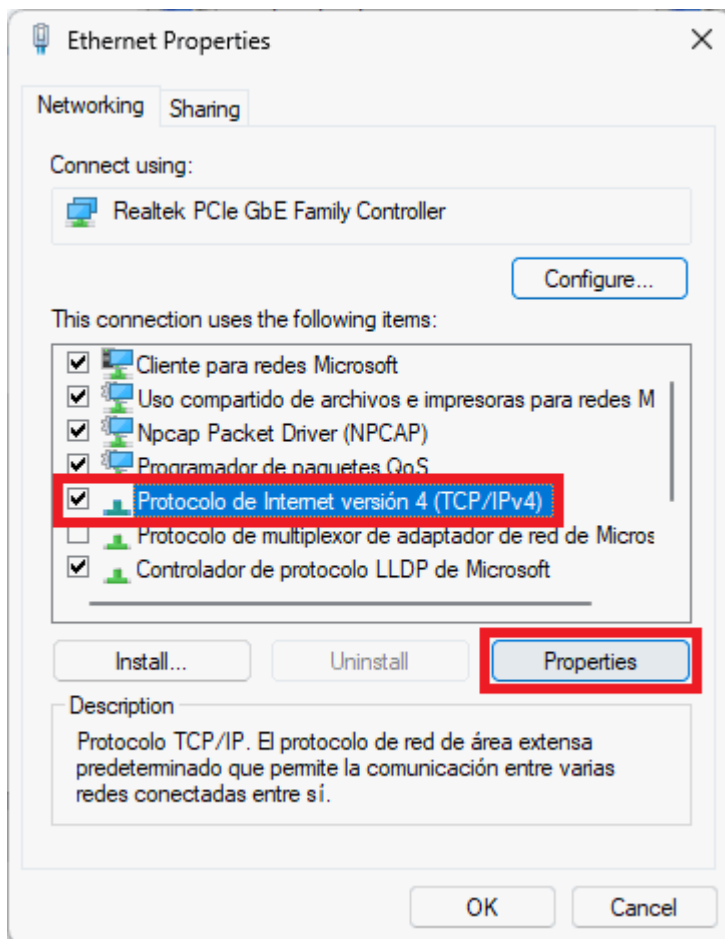 Ethernet Properties
Networking
Sharing
Connect using:
Realtek PCIe GbE Family Controller
Configure...
This connection uses the following items:
Cliente para redes Microsoft
Uso compartido de archivos e impresoras para redes M
Npcap Packet Driver (NPCAP)
Programador de paquetes QoS
Protocolo de Internet versión 4 (TCP/IPv4)
Protocolo de multiplexor de adaptador de red de Micros
Controlador de protocolo LLDP de Microsoft
Install...
Uninstall
Properties
Description
Protocolo TCP/IP. El protocolo de red de área extensa
predeterminado que permite la comunicación entre varias
redes conectadas entre sí.
OK
Cancel